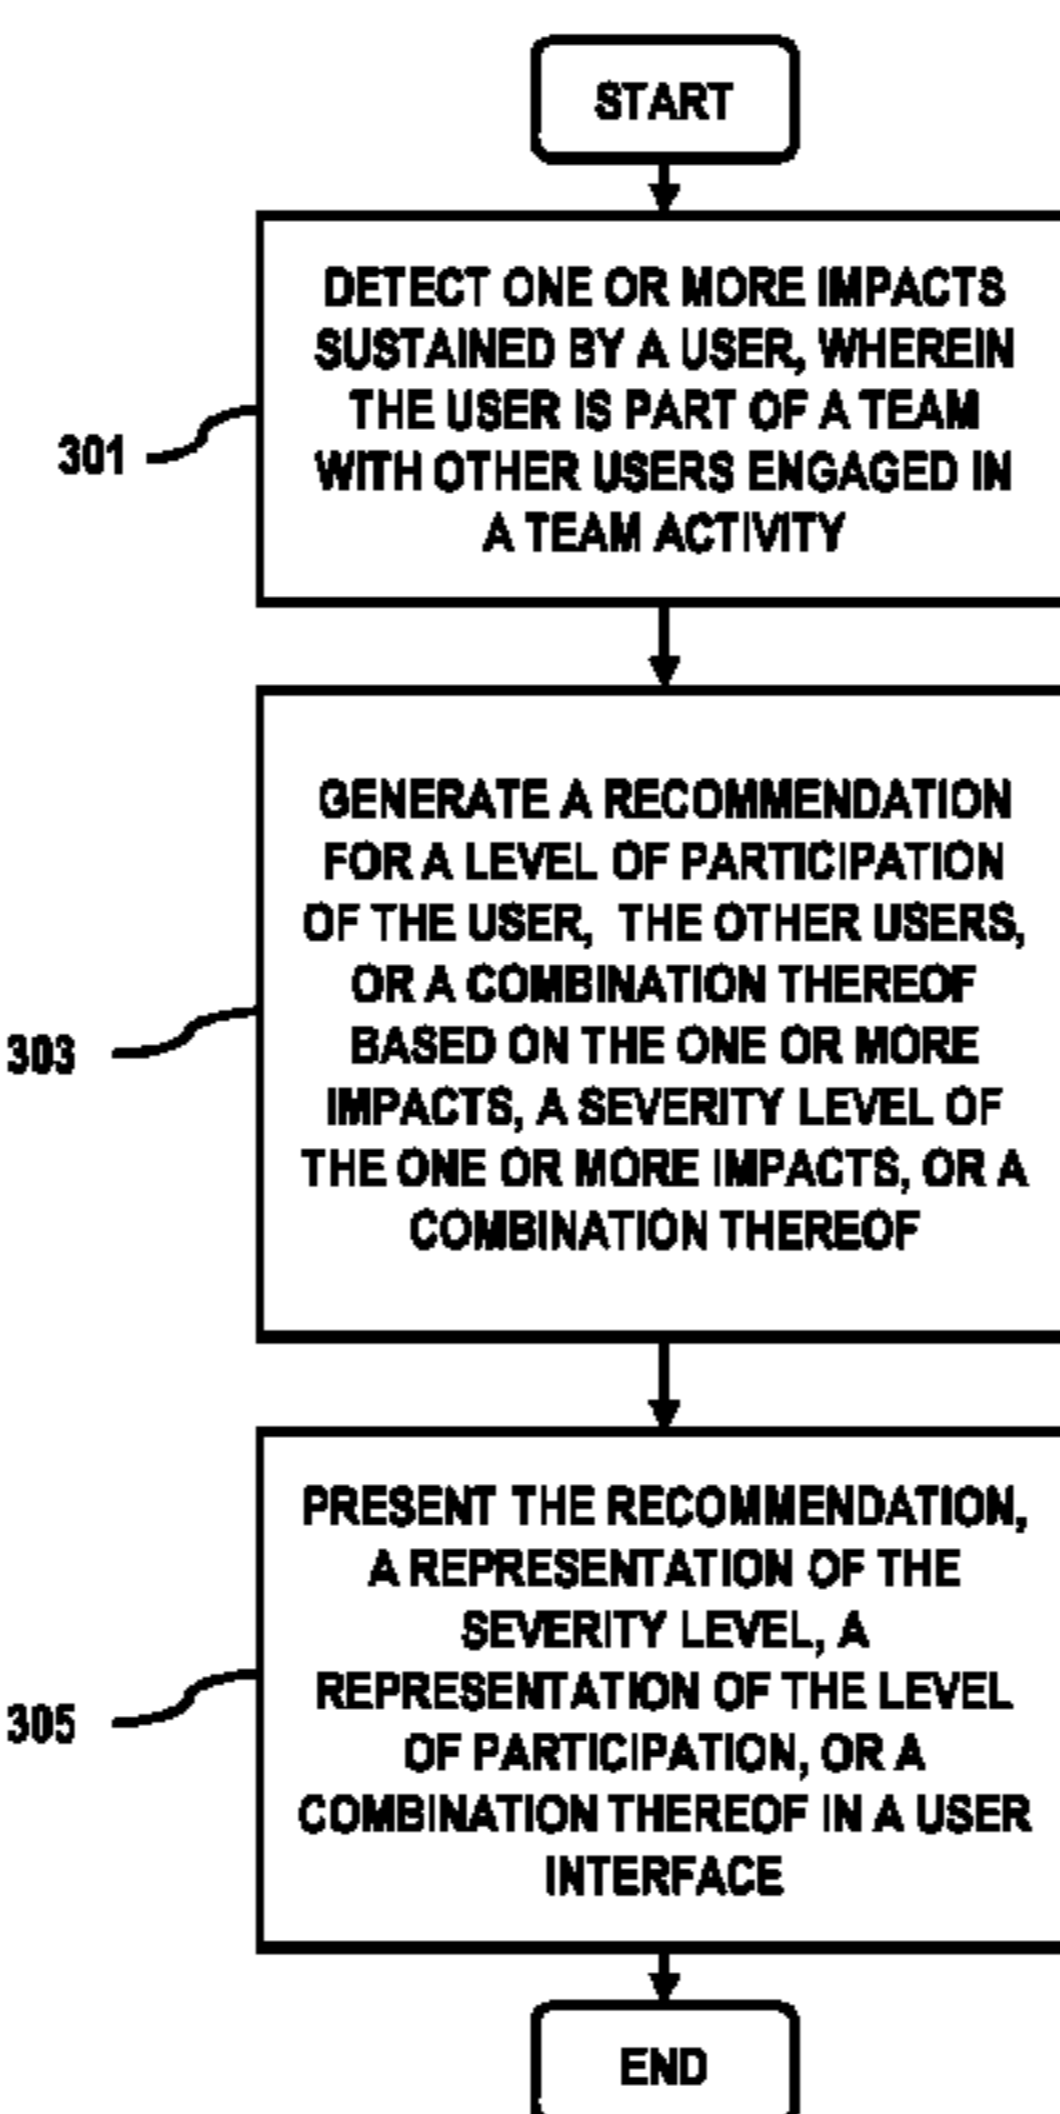 START
DETECT ONE OR MORE IMPACTS
SUSTAINED BY A USER, WHEREIN
THE USER IS PART OF A TEAM
WITH OTHER USERS ENGAGED IN
A TEAM ACTIVITY
301
GENERATE A RECOMMENDATION
FOR A LEVEL OF PARTICIPATION
OF THE USER, THE OTHER USERS,
OR A COMBINATION THEREOF
BASED ON THE ONE OR MORE
IMPACTS, A SEVERITY LEVEL OF
THE ONE OR MORE IMPACTS, OR A
COMBINATION THEREOF
303
PRESENT THE RECOMMENDATION,
A REPRESENTATION OF THE
SEVERITY LEVEL, A
REPRESENTATION OF THE LEVEL
OF PARTICIPATION, OR A
COMBINATION THEREOF IN A USER
INTERFACE
305
END